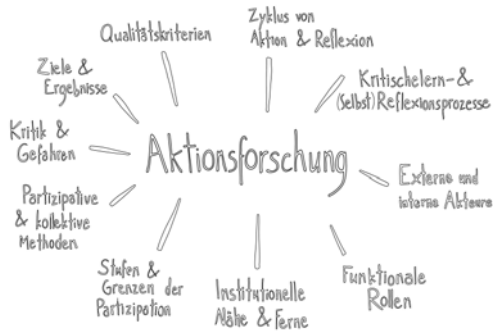 Qualitätskriterien
Zyklus von
Aktion & Reflexion
Ziele &
Ergebnisse
Kritischelern-&
(Selbst)Reflexionsprozesse
Kritik &
Gefahren
Aktionsforschung
Externe und
interne Akteure
Partizipative
& kollektive
Methoden
Stufen &
Grenzen der
Partizipation
Institutionelle
Nähe & Ferne
Funktionale
Rollen